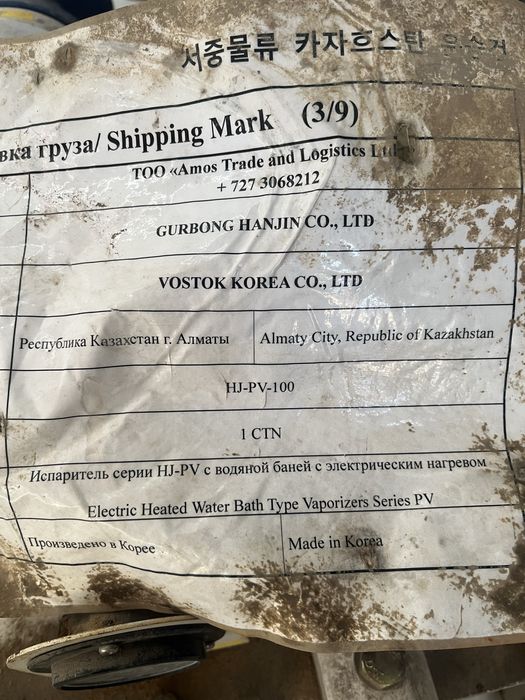 서중물류 카자흐스탄
вка груза/ Shipping Mark (3/9)
ТОО «Amos Trade and Logistics Ltd
+ 727 3068212
GURBONG HANJIN CO., LTD
VOSTOK KOREA CO., LTD
Республика Казахстан г. Алматы Almaty City, Republic of Kazakhstan
HJ-PV-100
1 CTN
Испаритель серии HJ-PV с водяной баней с электрическим нагревом
Electric Heated Water Bath Type Vaporizers Series PV
Произведено в Корее Made in Korea